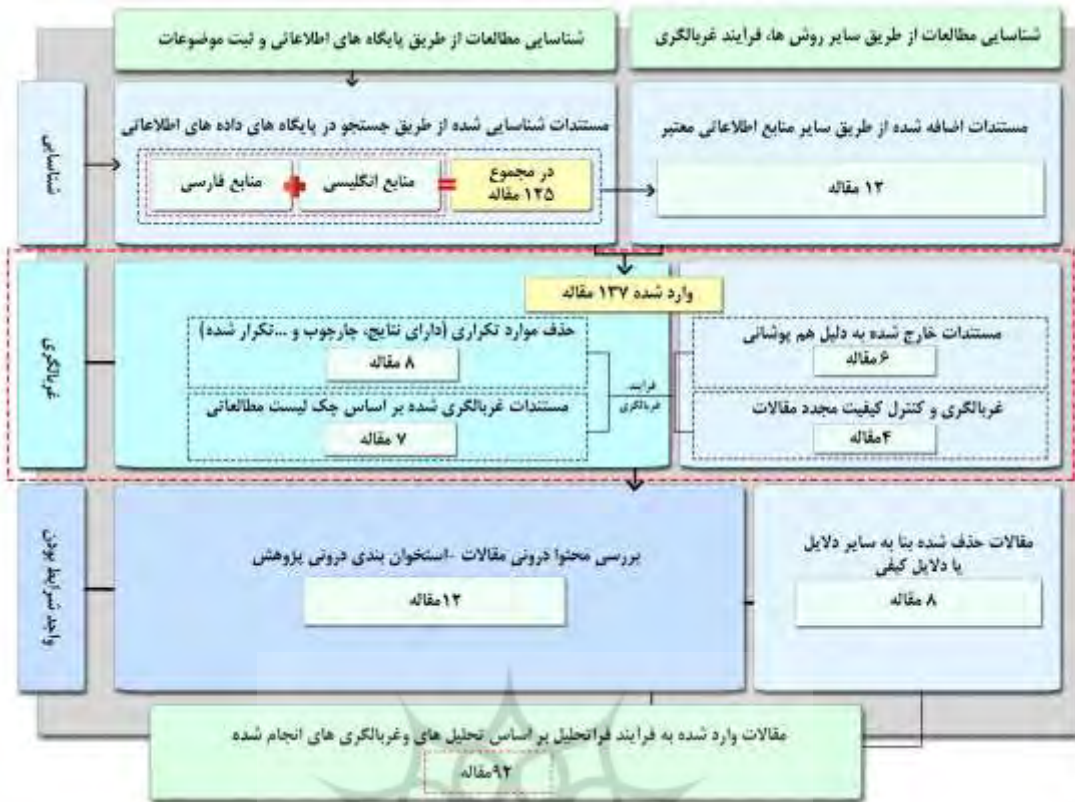 شناسایی مطالعات از طریق سایر روش ها، فرآیند غربالگری
شناسایی مطالعات از طریق پایگاه های اطلاعاتی و ثبت موضوعات
شناسایی
مستندات اضافه شده از طریق سایر منابع اطلاعاتی معتبر
۱۲ مقاله
مستندات شناسایی شده از طریق جستجو در پایگاه های داده های اطلاعاتی
در مجموع
۱۲۵ مقاله
=
منابع انگلیسی
+
منابع فارسی
غربالگری
وارد شده ۱۳۷ مقاله
مستندات خارج شده به دلیل هم پوشانی
۶مقاله
غربالگری و کنترل کیفیت مجدد مقالات
۴مقاله
فرآیند
غربالگری
حذف موارد تکراری (دارای نتایج، چارچوب و ...تکرار شده)
۸ مقاله
مستندات غربالگری شده بر اساس چک لیست مطالعاتی
۷ مقاله
واجد شرایط بودن
مقالات حذف شده بنا به سایر دلایل
یا دلایل کیفی
۸ مقاله
بررسی محتوا درونی مقالات -استخوان بندی درونی پژوهش
۱۲مقاله
مقالات وارد شده به فرآیند فراتحلیل بر اساس تحلیل های وغربالگری های انجام شده
۹۲مقاله